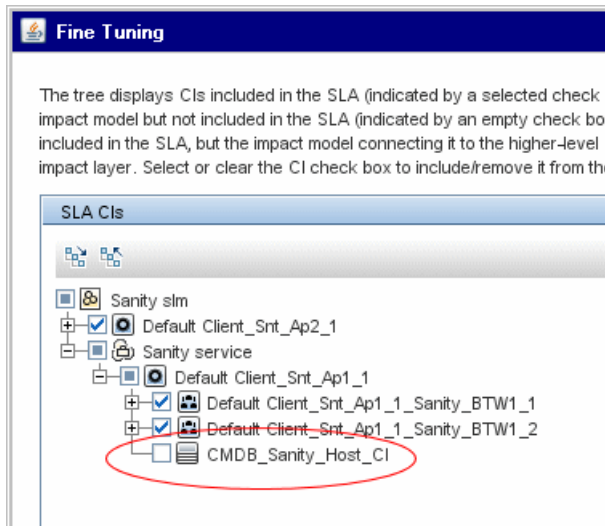 Fine Tuning
The tree displays CIs included in the SLA (indicated by a selected check
impact model but not included in the SLA (indicated by an empty check bo
included in the SLA, but the impact model connecting it to the higher-level
impact layer. Select or clear the CI check box to include/remove it from the
SLA CIs
Sanity slm
Default Client_Snt_Ap2_1
Sanity service
Default Client_Snt_Ap1_1
Default Client_Snt_Ap1_1_Sanity_BTW1_1
Default Client_Snt_Ap1_1_Sanity_BTW1_2
CMDB_Sanity_Host_CI